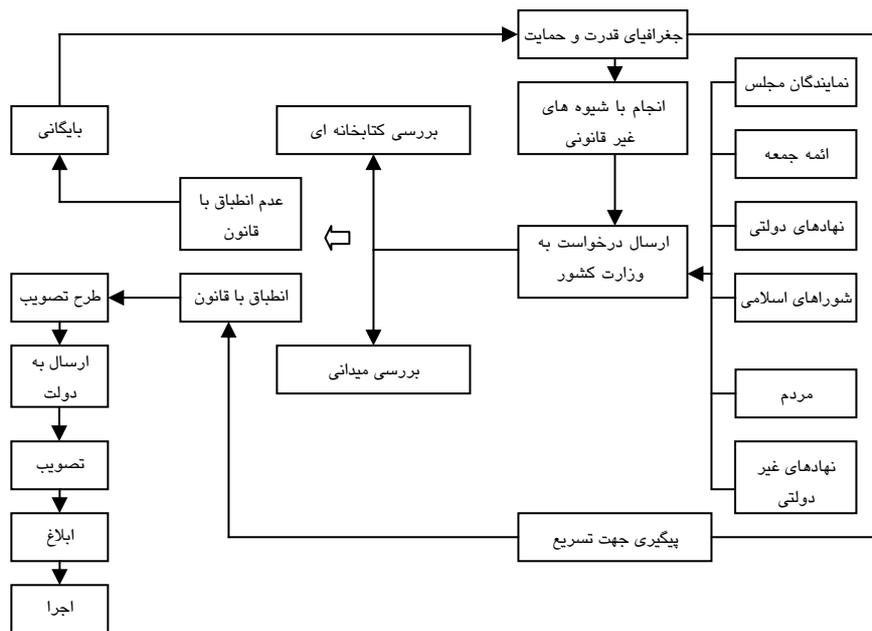 جغرافیای قدرت و حمایت
نمایندگان مجلس
انجام با شیوه های
غیر قانونی
بررسی کتابخانه ای
بایگانی
ائمه جمعه
عدم انطباق با
قانون
نهادهای دولتی
ارسال درخواست به
وزارت کشور
شوراهای اسلامی
انطباق با قانون
طرح تصویب
بررسی میدانی
ارسال به
دولت
مردم
تصویب
نهادهای غیر
دولتی
پیگیری جهت تسریع
ابلاغ
اجرا